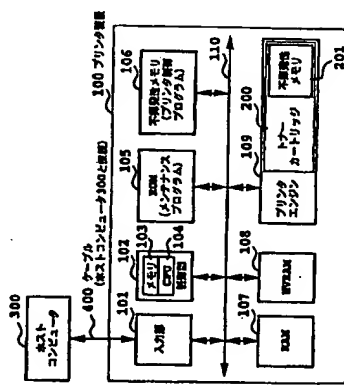 300
ホスト
コンピュータ
400 ケーブル
(ホストコンピュータ300と接続)
100 プリンタ装置
101
入力部
102
103
メモリ
CPU
104
制御部
105
ROM
(メンテナンス
プログラム)
106
不揮発性メモリ
(プリンタ制御
プログラム)
110
107
RAM
108
NVRAM
109
プリンタ
エンジン
200
トナー
カートリッジ
不揮発性
メモリ
201